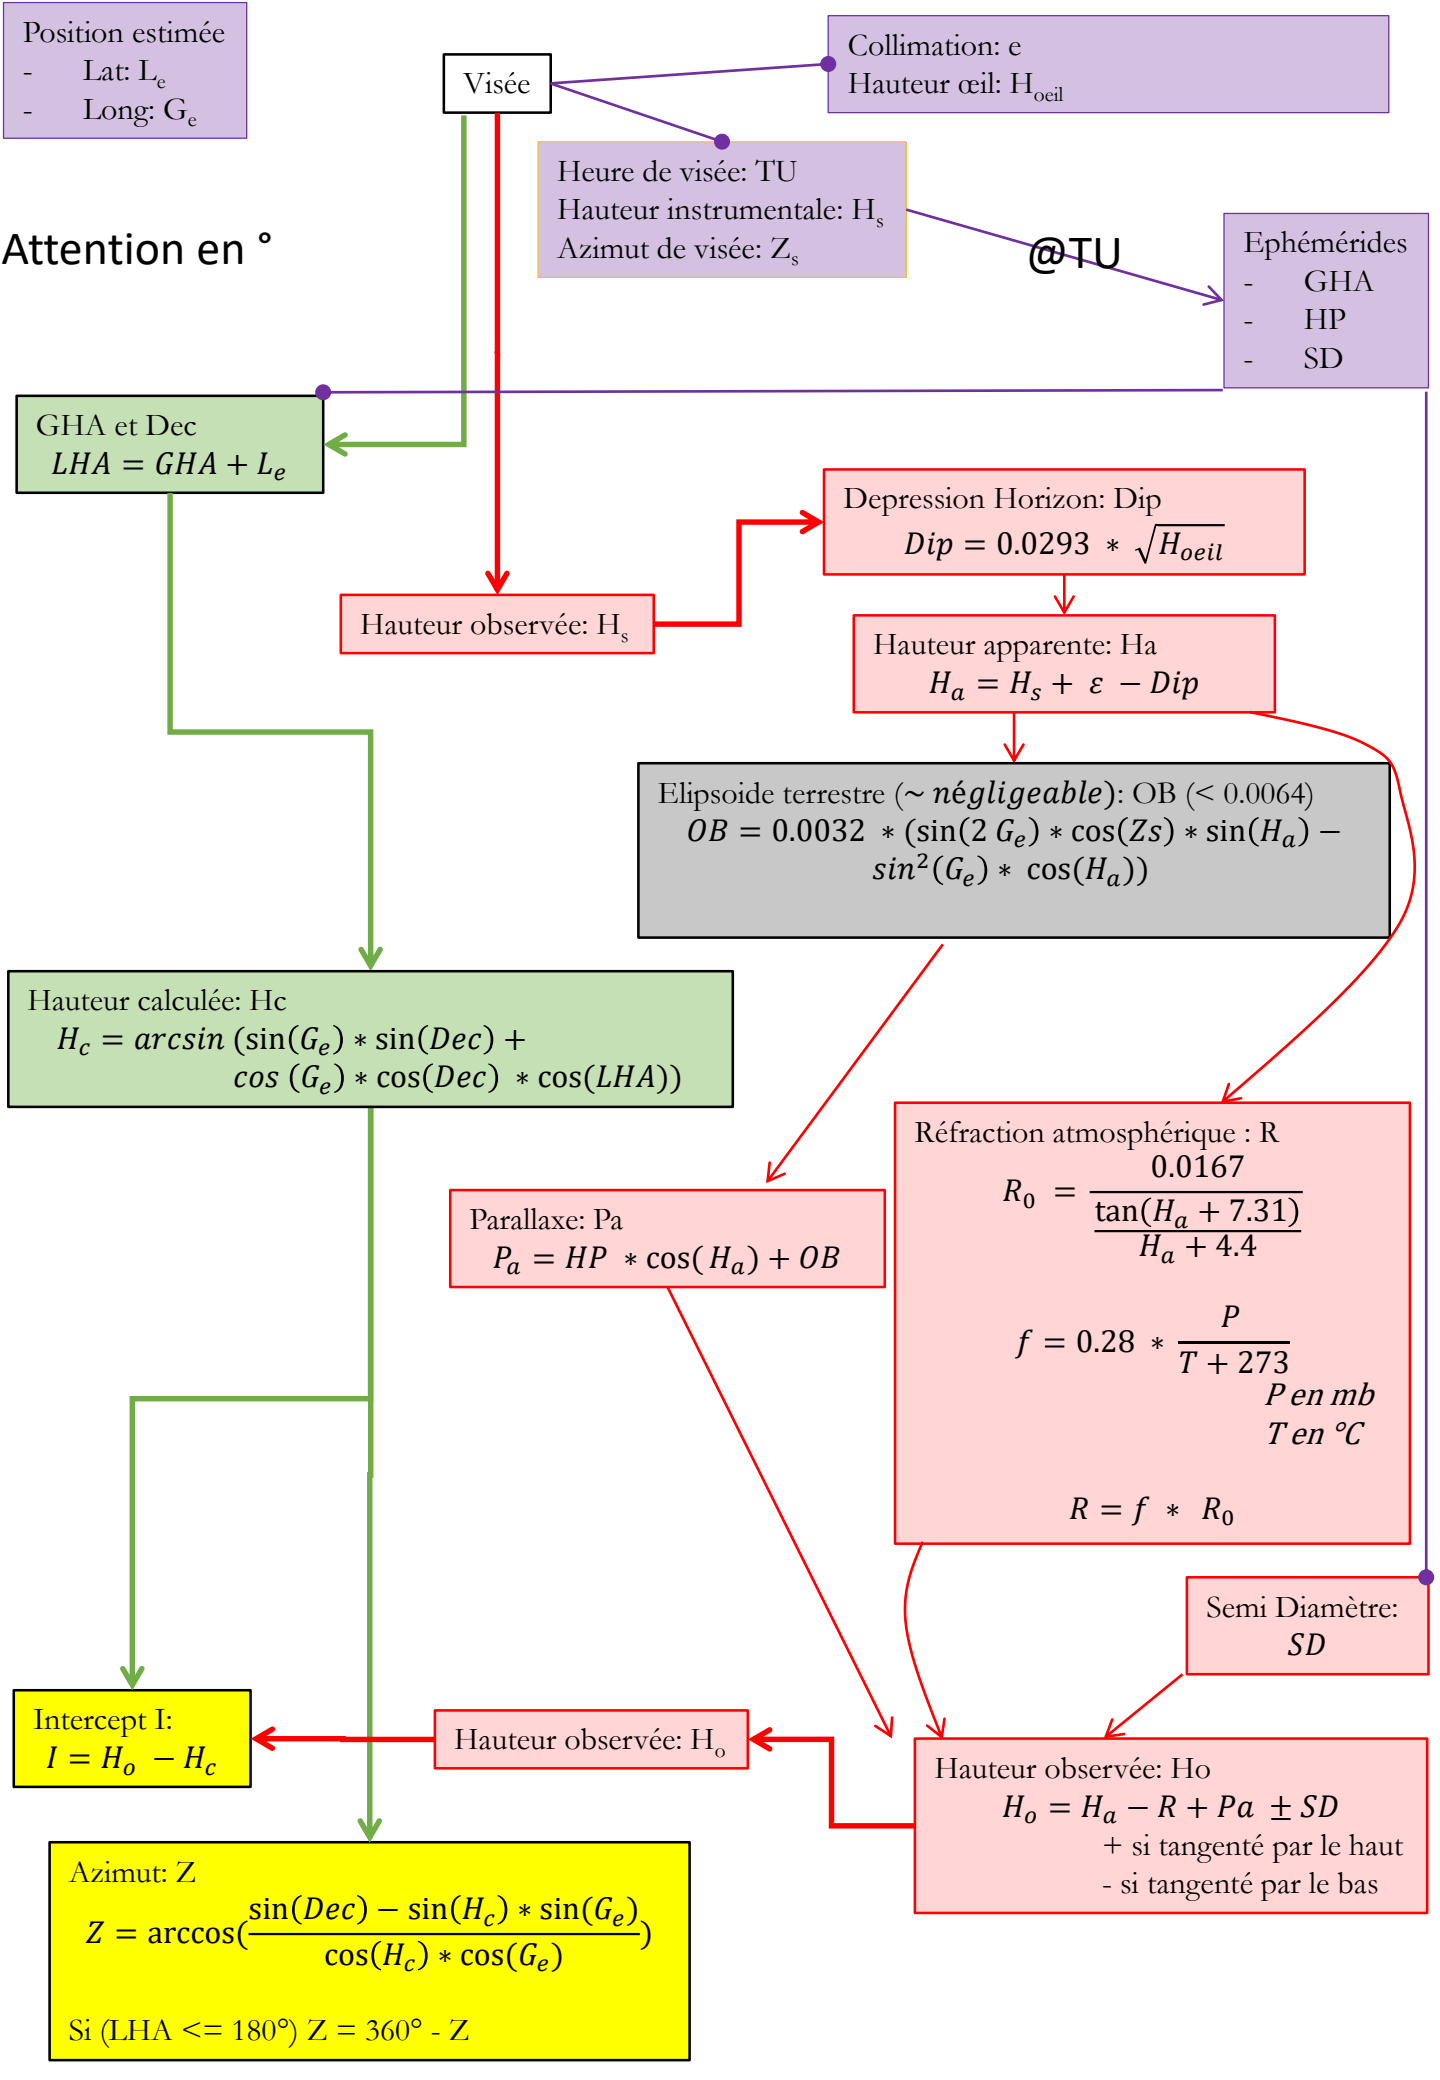 Position estimée
- Lat: Lₑ
- Long: Gₑ
Visée
Collimation: e
Hauteur œil: H_oeil
Heure de visée: TU
Hauteur instrumentale: Hₛ
Azimut de visée: Zₛ
Attention en °
@TU
Ephémérides
- GHA
- HP
- SD
GHA et Dec
LHA = GHA + Lₑ
Depression Horizon: Dip
Dip = 0.0293 * √H_oeil
Hauteur observée: Hₛ
Hauteur apparente: Ha
Hₐ = Hₛ + ε − Dip
Elipsoide terrestre (~ négligeable): OB (< 0.0064)
OB = 0.0032 * (sin(2 Gₑ) * cos(Zs) * sin(Hₐ) −
sin²(Gₑ) * cos(Hₐ))
Hauteur calculée: Hc
H_c = arcsin (sin(Gₑ) * sin(Dec) +
cos (Gₑ) * cos(Dec) * cos(LHA))
Réfraction atmosphérique : R
0.0167
R₀ =
tan(Hₐ + 7.31)
Hₐ + 4.4
Parallaxe: Pa
Pₐ = HP * cos(Hₐ) + OB
P
f = 0.28 *
T + 273
P en mb
T en °C
R = f * R₀
Semi Diamètre:
SD
Intercept I:
I = Hₒ − H_c
Hauteur observée: Hₒ
Hauteur observée: Ho
Hₒ = Hₐ − R + Pa ± SD
+ si tangenté par le haut
- si tangenté par le bas
Azimut: Z
sin(Dec) − sin(H_c) * sin(Gₑ)
Z = arccos( )
cos(H_c) * cos(Gₑ)
Si (LHA <= 180°) Z = 360° - Z